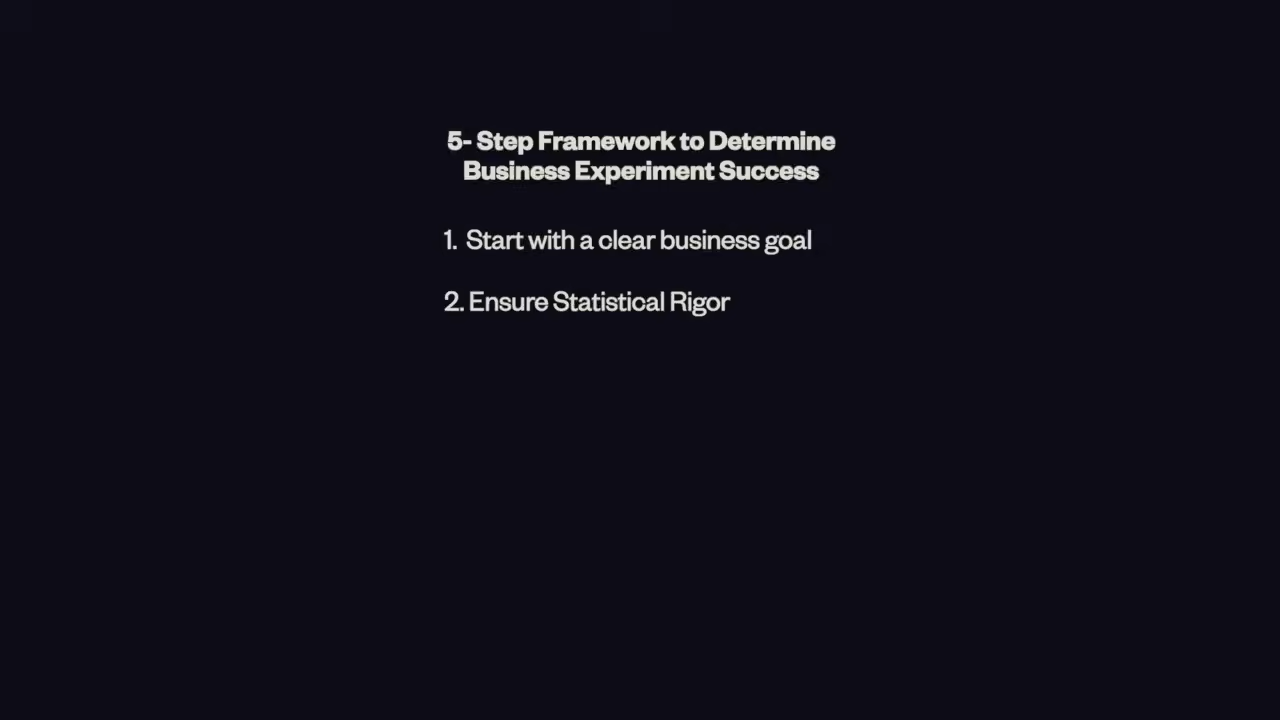 5- Step Framework to Determine
Business Experiment Success
1. Start with a clear business goal
2. Ensure Statistical Rigor